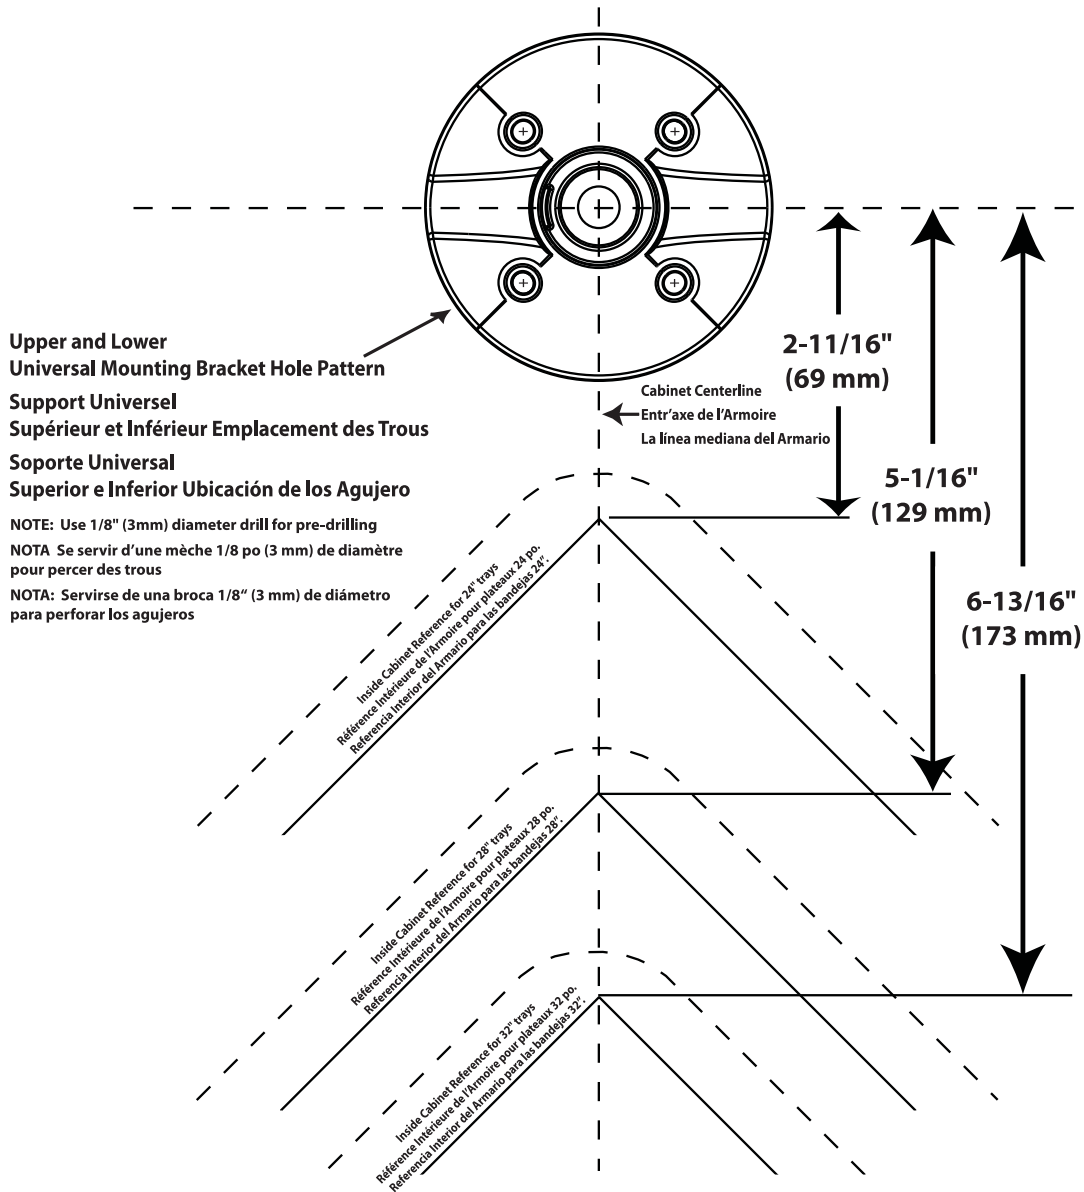 Upper and Lower
Universal Mounting Bracket Hole Pattern
Support Universel
Supérieur et Inférieur Emplacement des Trous
Soporte Universal
Superior e Inferior Ubicación de los Agujero
NOTE: Use 1/8" (3mm) diameter drill for pre-drilling
NOTA Se servir d'une mèche 1/8 po (3 mm) de diamètre
pour percer des trous
NOTA: Servirse de una broca 1/8“ (3 mm) de diámetro
para perforar los agujeros
Cabinet Centerline
Entr'axe de l'Armoire
La línea mediana del Armario
2-11/16"
(69 mm)
5-1/16"
(129 mm)
6-13/16"
(173 mm)
Inside Cabinet Reference for 24" trays
Référence Intérieure de l'Armoire pour plateaux 24 po.
Referencia Interior del Armario para las bandejas 24".
Inside Cabinet Reference for 28" trays
Référence Intérieure de l'Armoire pour plateaux 28 po.
Referencia Interior del Armario para las bandejas 28".
Inside Cabinet Reference for 32" trays
Référence Intérieure de l'Armoire pour plateaux 32 po.
Referencia Interior del Armario para las bandejas 32".